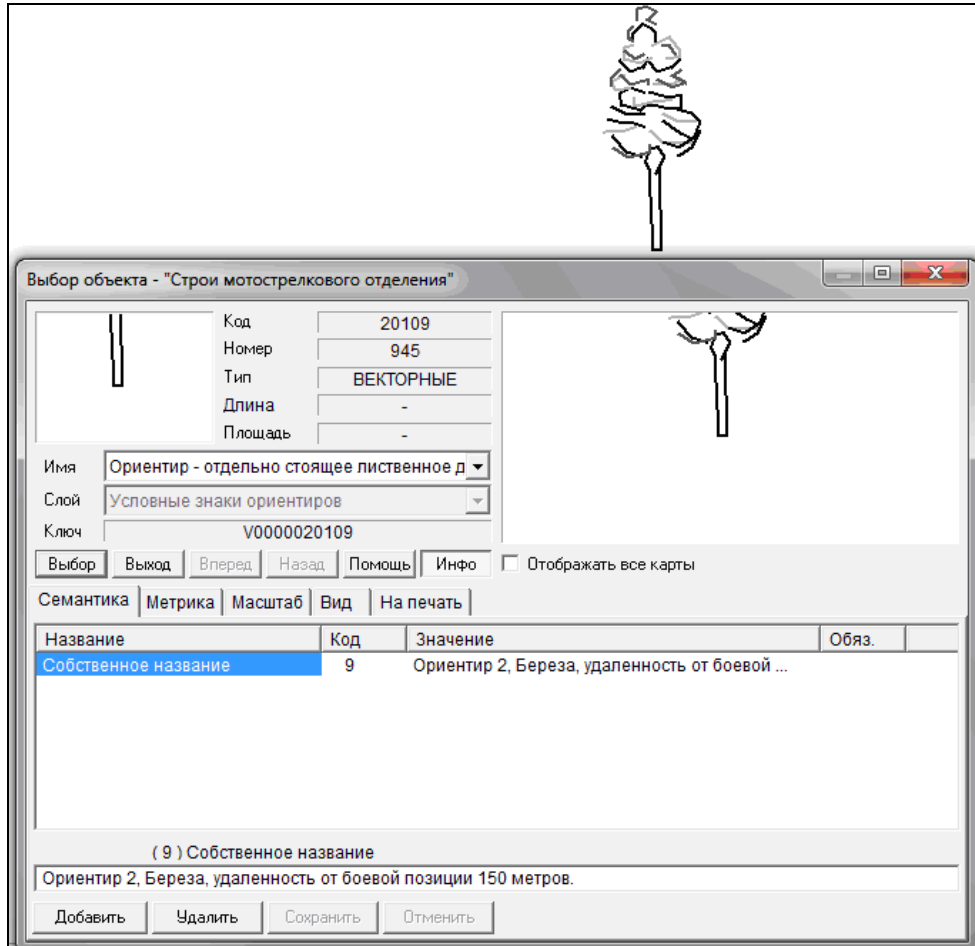 Выбор объекта - "Строи мотострелкового отделения"
Код 20109
Номер 945
Тип ВЕКТОРНЫЕ
Длина -
Площадь -
Имя Ориентир - отдельно стоящее лиственное д
Слой Условные знаки ориентиров
Ключ V0000020109
Выбор Выход Вперед Назад Помощь Инфо Отображать все карты
Семантика Метрика Масштаб Вид На печать
Название Код Значение Обяз.
Собственное название 9 Ориентир 2, Береза, удаленность от боевой ...
( 9 ) Собственное название
Ориентир 2, Береза, удаленность от боевой позиции 150 метров.
Добавить Удалить Сохранить Отменить